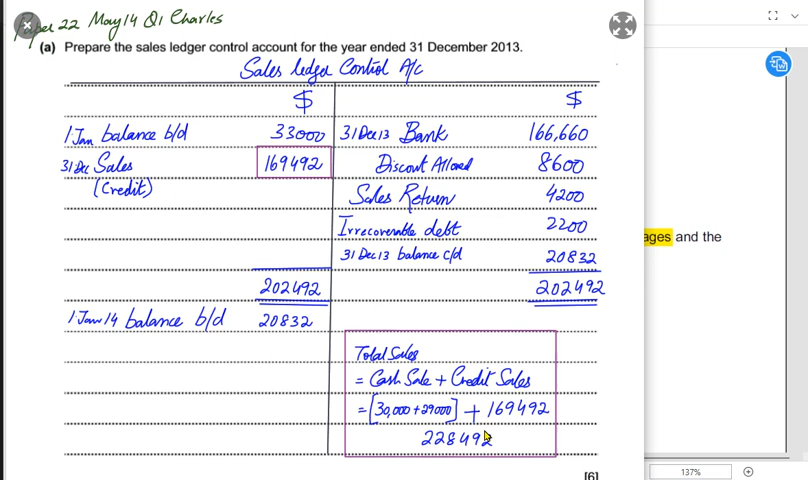 Paper 22 May 14 Q1 Charles
(a) Prepare the sales ledger control account for the year ended 31 December 2013.
Sales ledger Control A/c
$ $
1 Jan balance b/d 33000 31 Dec 13 Bank 166,660
31 Dec Sales 169492 Discout Allowed 8600
(Credit) Sales Return 4200
Irrecoverable debt 2200
31 Dec 13 balance c/d 20832
202492 202492
1 Jan 14 balance b/d 20832
Total Sales
= Cash Sale + Credit Sales
= [30,000 + 29000] + 169492
228492
[6]
ages and the
137%